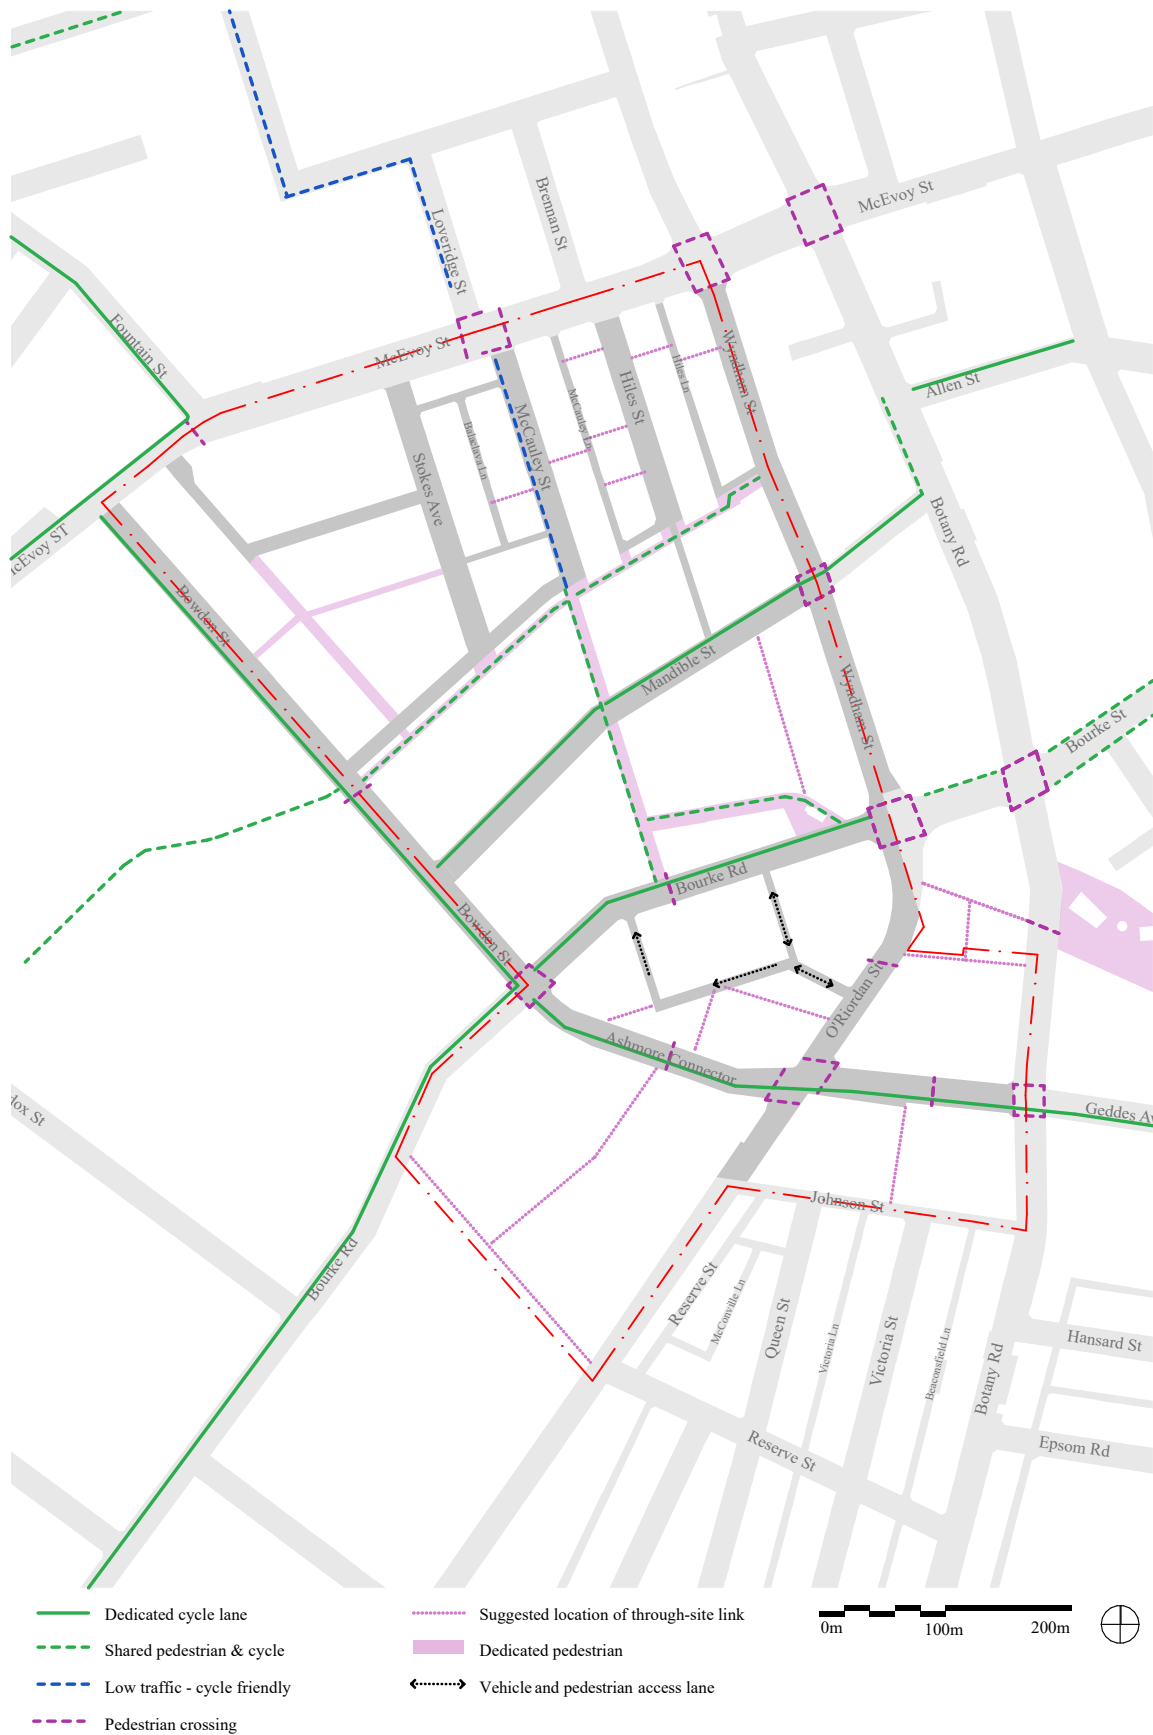 McEvoy St
Brennan St
Loveridge St
Fountain St
McEvoy St
Wyndham St
Hiles Ln
Hiles St
McCauley Ln
McCauley St
Balaclava Ln
Stokes Ave
Allen St
Botany Rd
McEvoy ST
Bowden St
Mandible St
Wyndham St
Bourke St
Bourke Rd
Bowden St
O'Riordan St
Ashmore Connector
Geddes Av
dox St
Johnson St
Bourke Rd
Reserve St
McConville Ln
Queen St
Victoria Ln
Victoria St
Beaconsfield Ln
Botany Rd
Hansard St
Reserve St
Epsom Rd
Dedicated cycle lane
Shared pedestrian & cycle
Low traffic - cycle friendly
Pedestrian crossing
Suggested location of through-site link
Dedicated pedestrian
Vehicle and pedestrian access lane
0m 100m 200m